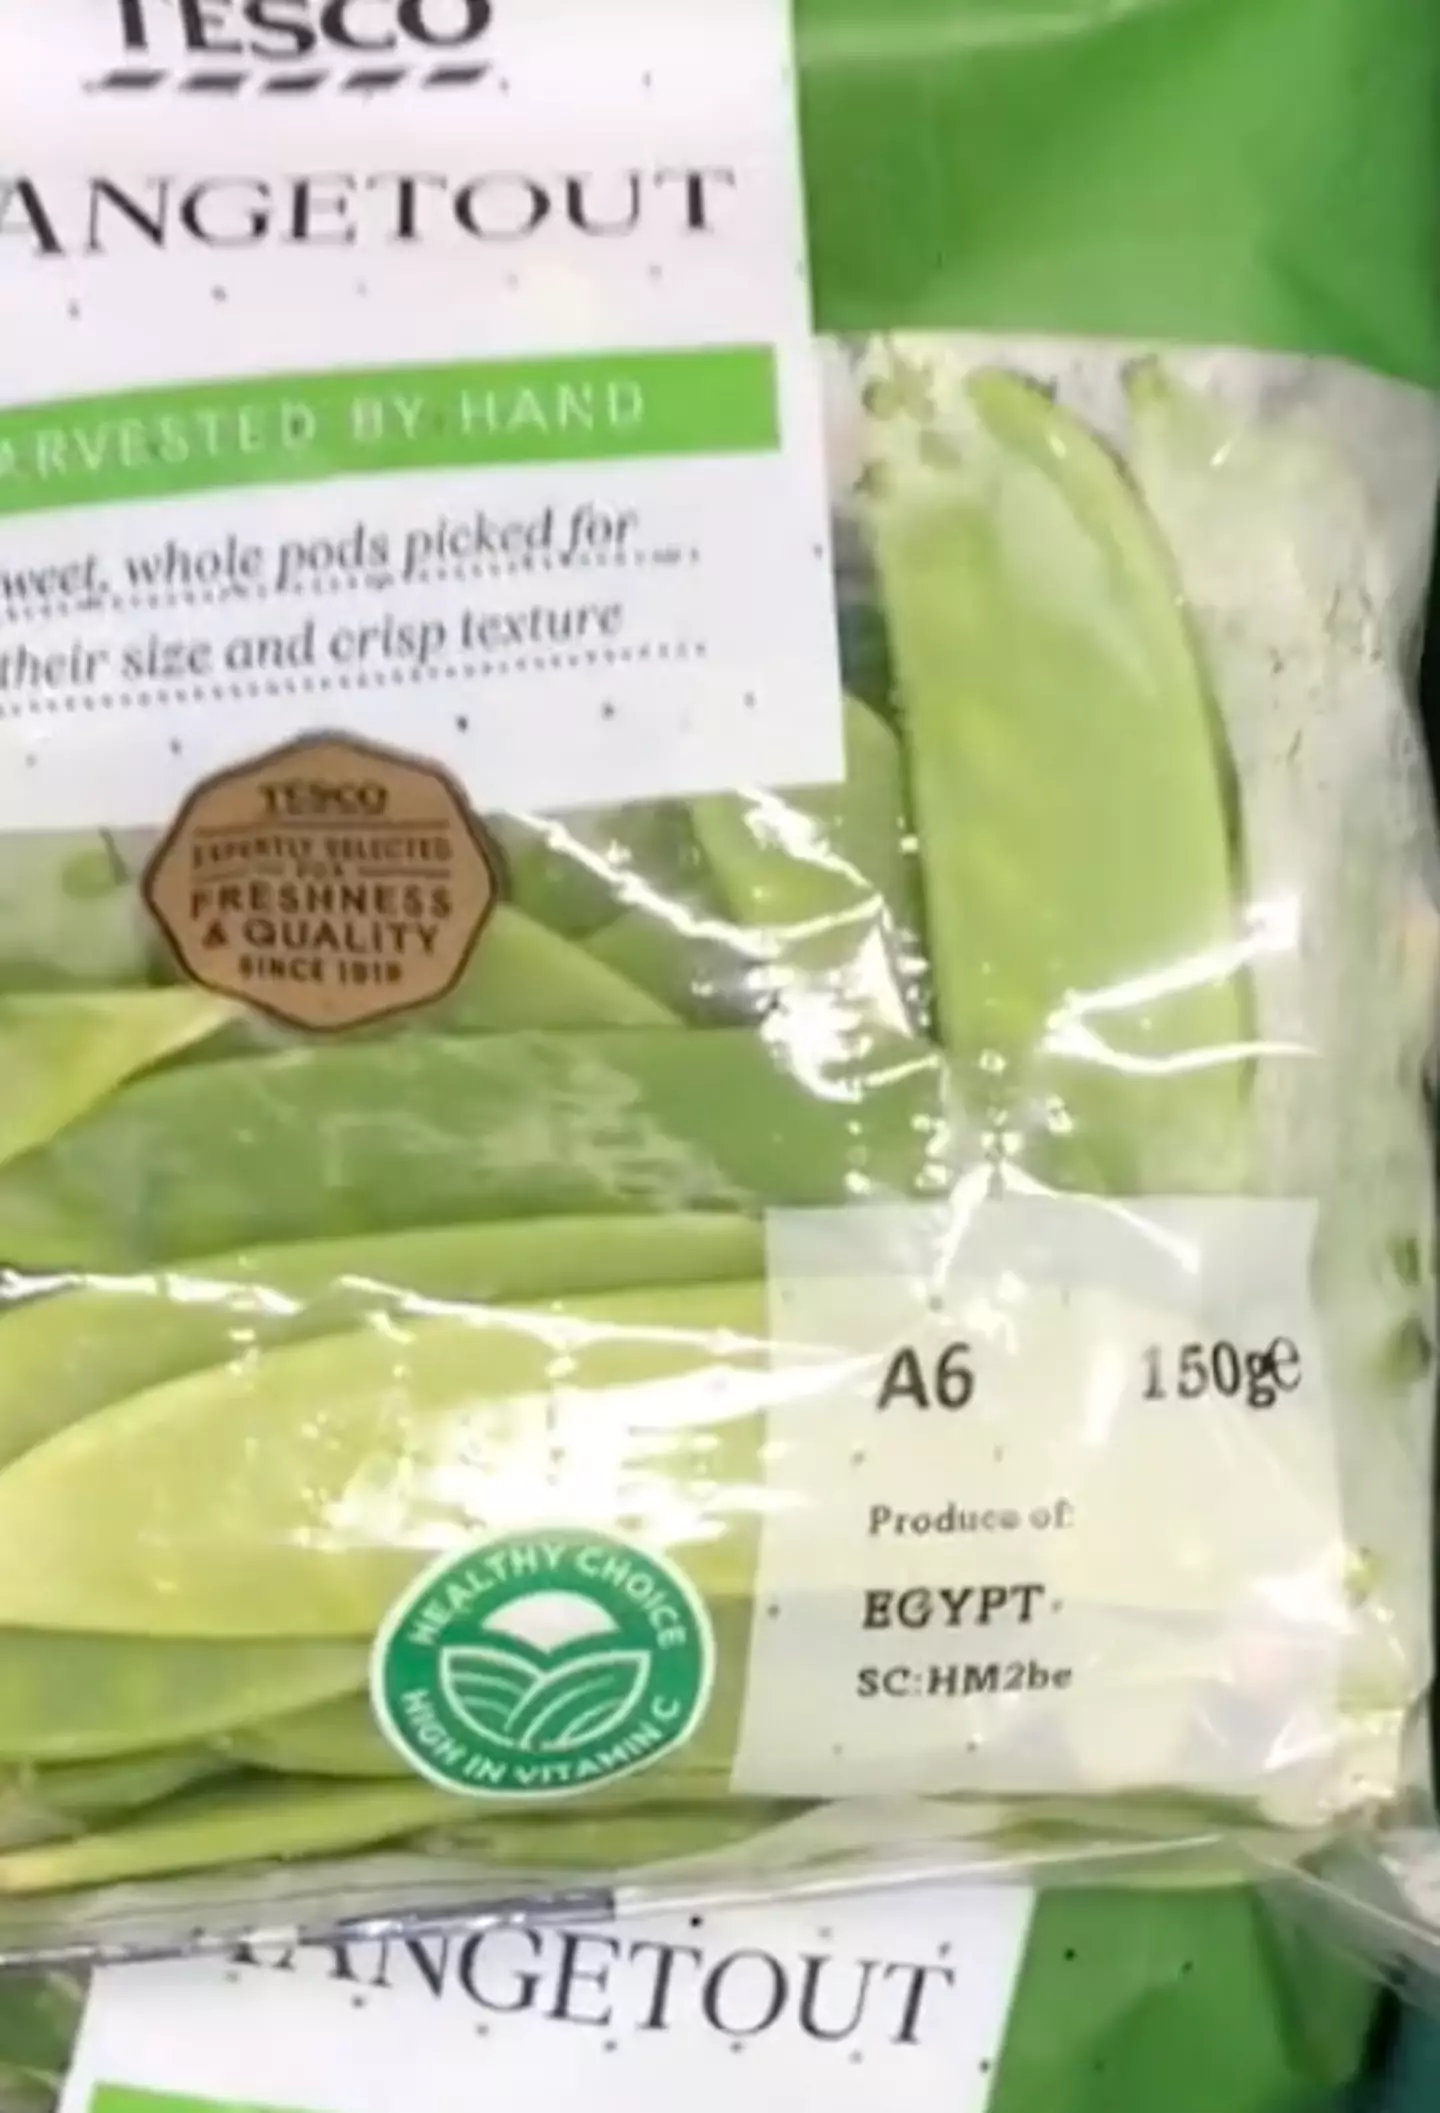 TESCO
ANGETOUT
ARVESTED BY HAND
weet, whole pods picked for
their size and crisp texture
TESCO
EXPERTLY SELECTED
FOR
FRESHNESS
& QUALITY
SINCE 1919
A6 150g℮
Produce of:
EGYPT
SC:HM2be
HEALTHY CHOICE
HIGH IN VITAMIN C
ANGETOUT